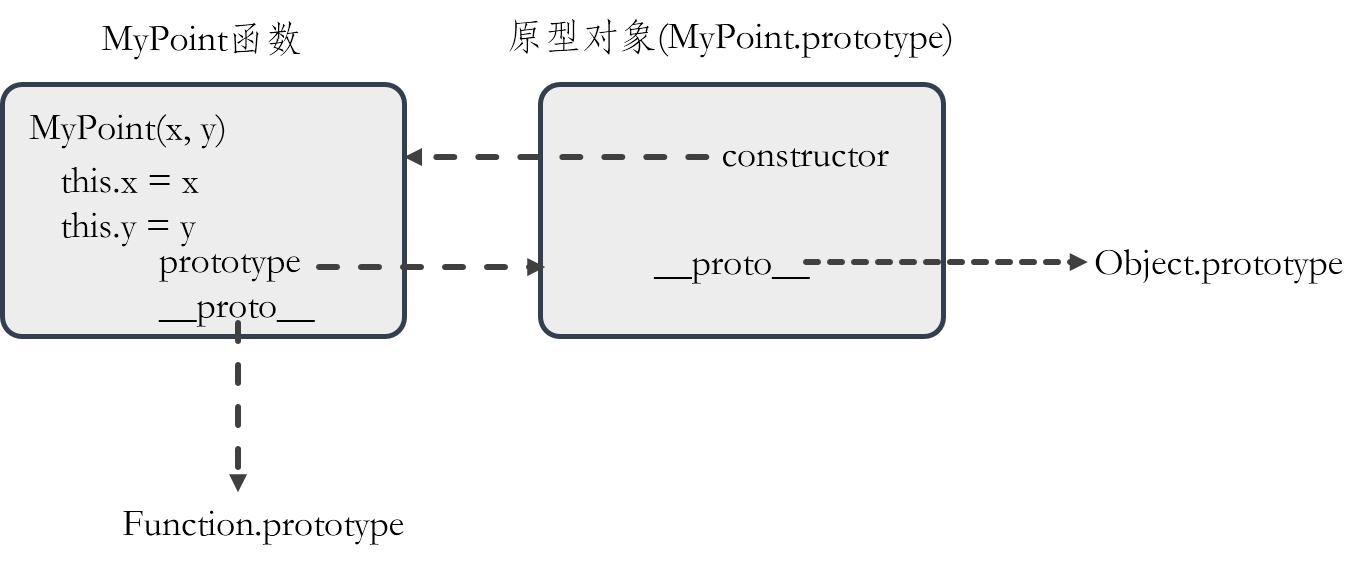 MyPoint函数
原型对象(MyPoint.prototype)
MyPoint(x, y)
this.x = x
this.y = y
prototype
__proto__
constructor
__proto__
Object.prototype
Function.prototype